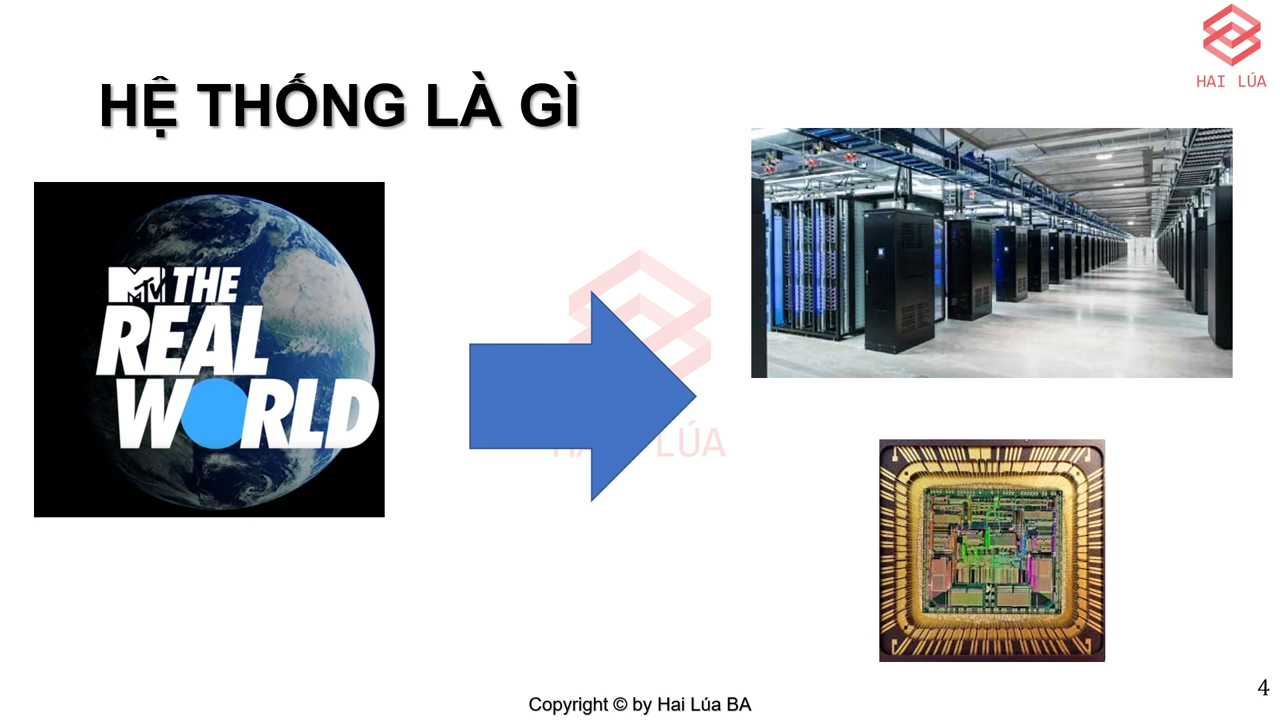 HAI LÚA
HỆ THỐNG LÀ GÌ
MTV THE
REAL
WORLD
HAI LÚA
Copyright © by Hai Lúa BA
4